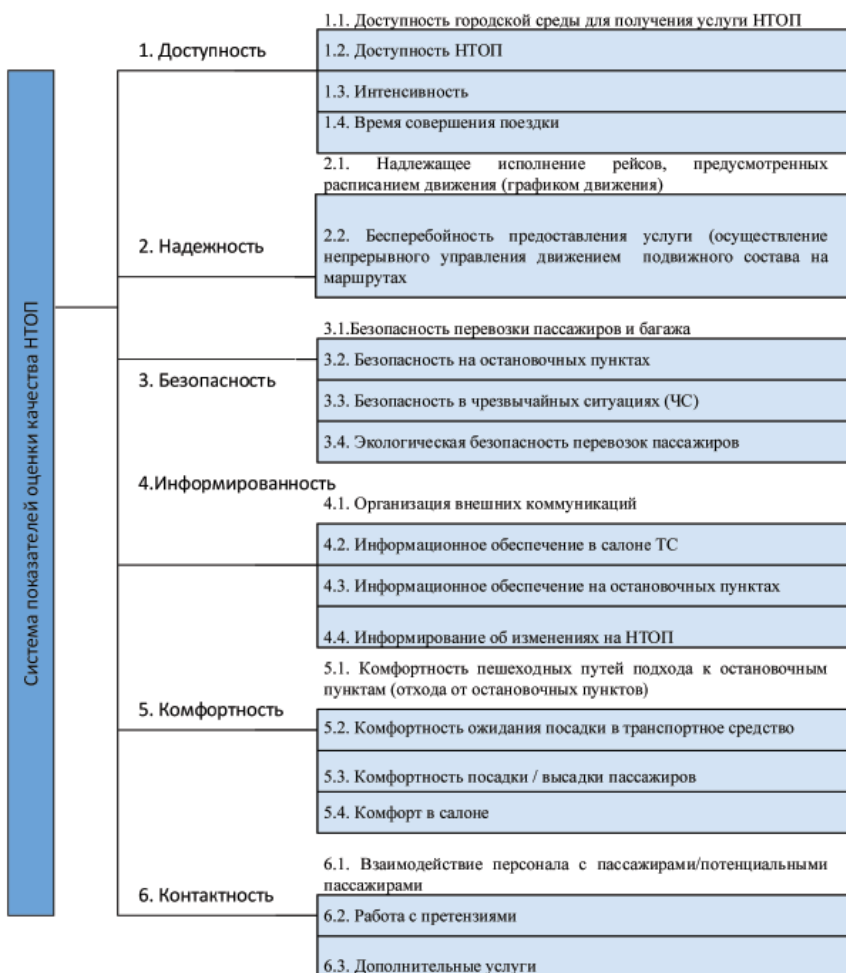 Система показателей оценки качества НТОП
1. Доступность
1.1. Доступность городской среды для получения услуги НТОП
1.2. Доступность НТОП
1.3. Интенсивность
1.4. Время совершения поездки
2. Надежность
2.1. Надлежащее исполнение рейсов, предусмотренных
расписанием движения (графиком движения)
2.2. Бесперебойность предоставления услуги (осуществление
непрерывного управления движением подвижного состава на
маршрутах
3. Безопасность
3.1.Безопасность перевозки пассажиров и багажа
3.2. Безопасность на остановочных пунктах
3.3. Безопасность в чрезвычайных ситуациях (ЧС)
3.4. Экологическая безопасность перевозок пассажиров
4.Информированность
4.1. Организация внешних коммуникаций
4.2. Информационное обеспечение в салоне ТС
4.3. Информационное обеспечение на остановочных пунктах
4.4. Информирование об изменениях на НТОП
5. Комфортность
5.1. Комфортность пешеходных путей подхода к остановочным
пунктам (отхода от остановочных пунктов)
5.2. Комфортность ожидания посадки в транспортное средство
5.3. Комфортность посадки / высадки пассажиров
5.4. Комфорт в салоне
6. Контактность
6.1. Взаимодействие персонала с пассажирами/потенциальными
пассажирами
6.2. Работа с претензиями
6.3. Дополнительные услуги